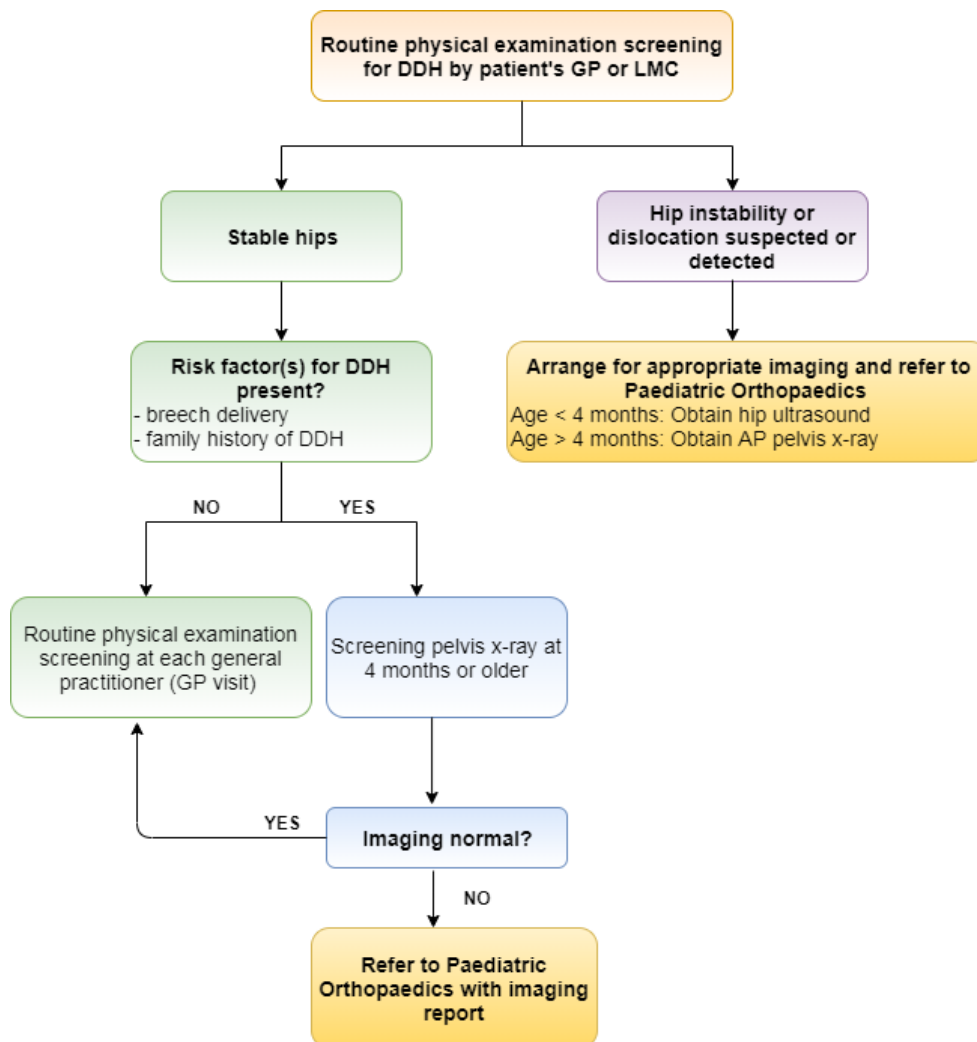 Routine physical examination screening
for DDH by patient's GP or LMC
Stable hips
Hip instability or
dislocation suspected or
detected
Risk factor(s) for DDH
present?
- breech delivery
- family history of DDH
Arrange for appropriate imaging and refer to
Paediatric Orthopaedics
Age < 4 months: Obtain hip ultrasound
Age > 4 months: Obtain AP pelvis x-ray
NO
YES
Routine physical examination
screening at each general
practitioner (GP visit)
Screening pelvis x-ray at
4 months or older
YES
Imaging normal?
NO
Refer to Paediatric
Orthopaedics with imaging
report